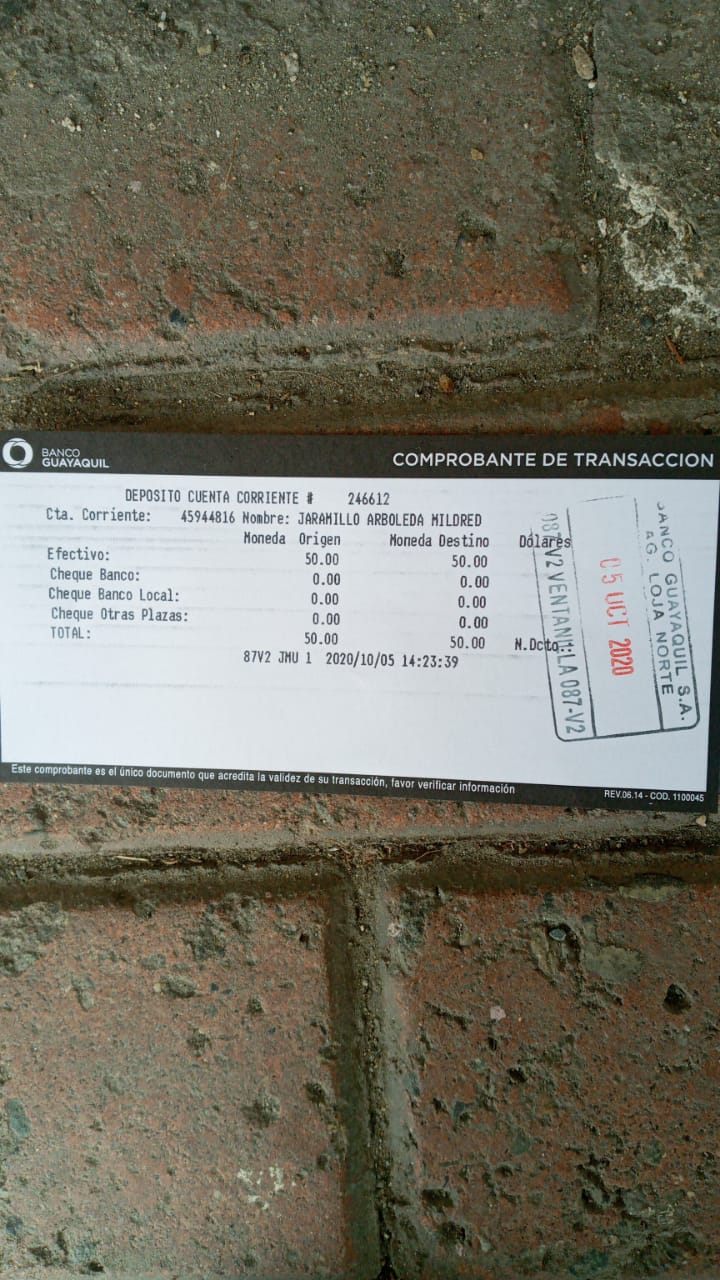 BANCO
GUAYAQUIL
COMPROBANTE DE TRANSACCION
DEPOSITO CUENTA CORRIENTE # 246612
Cta. Corriente: 45944816 Nombre: JARAMILLO ARBOLEDA MILDRED
Moneda Origen Moneda Destino Dólares
Efectivo: 50.00 50.00
Cheque Banco: 0.00 0.00
Cheque Banco Local: 0.00 0.00
Cheque Otras Plazas: 0.00 0.00
TOTAL: 50.00 50.00 N.Dcto.:
87V2 JMU 1 2020/10/05 14:23:39
BANCO GUAYAQUIL S.A.
AG. LOJA NORTE
05 OCT 2020
087-V2 VENTANILLA 087-V2
Este comprobante es el único documento que acredita la validez de su transacción, favor verificar información
REV.06.14 - COD. 1100045